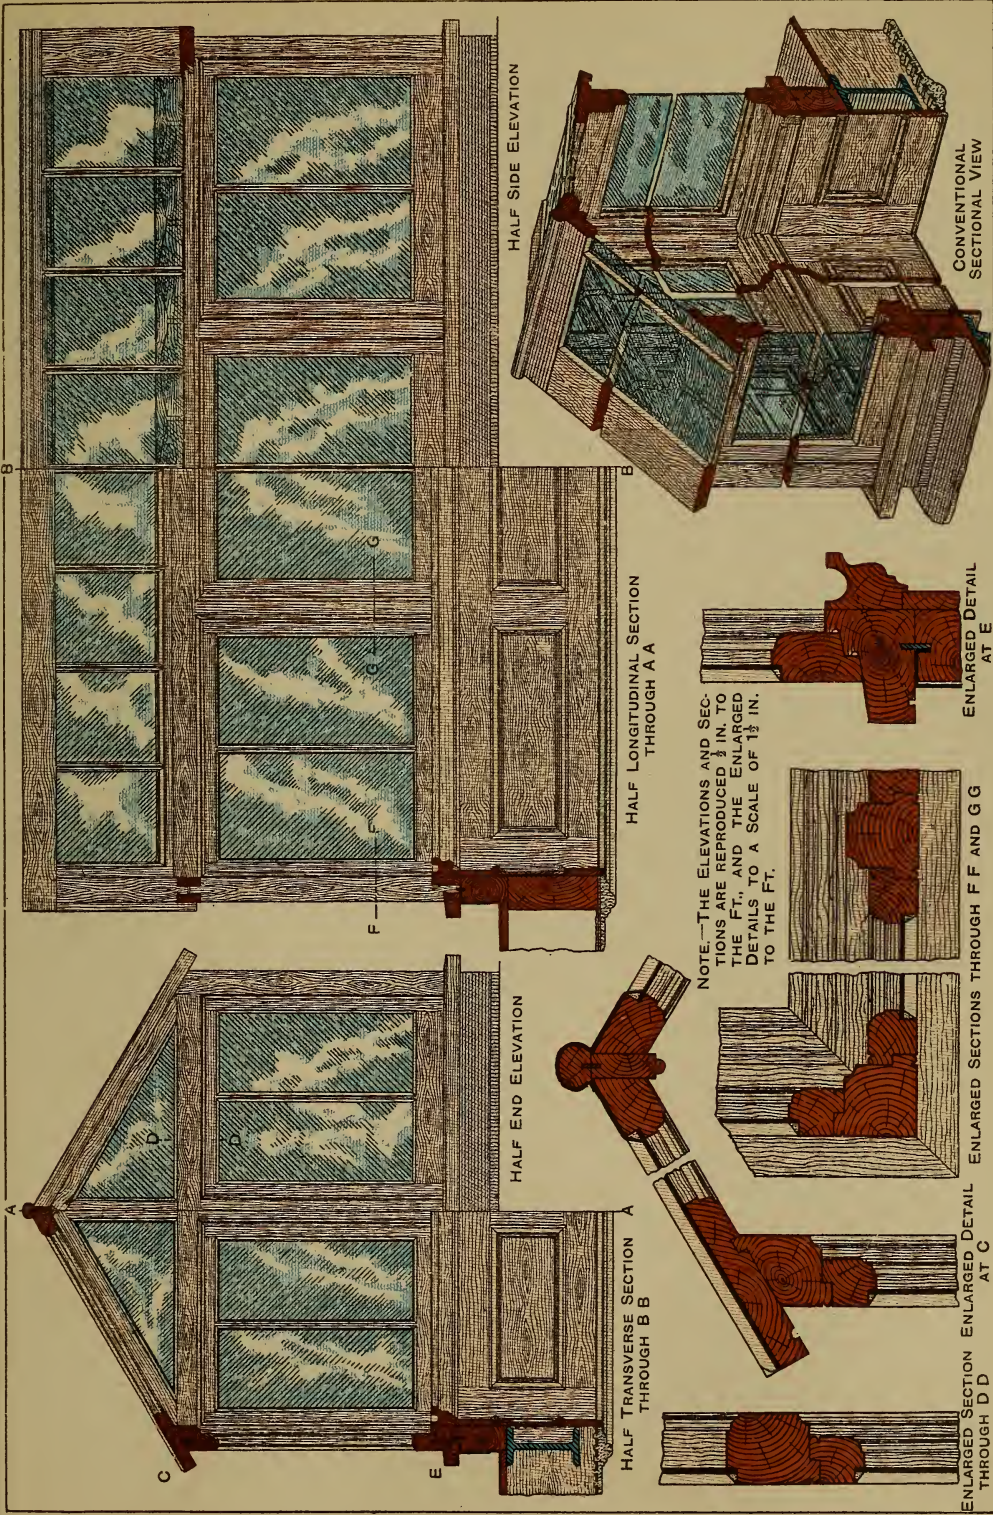 A
C
E
D
D
A
HALF TRANSVERSE SECTION
THROUGH B B
HALF END ELEVATION
B
F
F
G
G
B
HALF LONGITUDINAL SECTION
THROUGH A A
HALF SIDE ELEVATION
NOTE.—THE ELEVATIONS AND SEC-
TIONS ARE REPRODUCED ½ IN. TO
THE FT., AND THE ENLARGED
DETAILS TO A SCALE OF 1½ IN.
TO THE FT.
CONVENTIONAL
SECTIONAL VIEW
ENLARGED SECTION
THROUGH D D
ENLARGED DETAIL
AT C
ENLARGED SECTIONS THROUGH F F AND G G
ENLARGED DETAIL
AT E